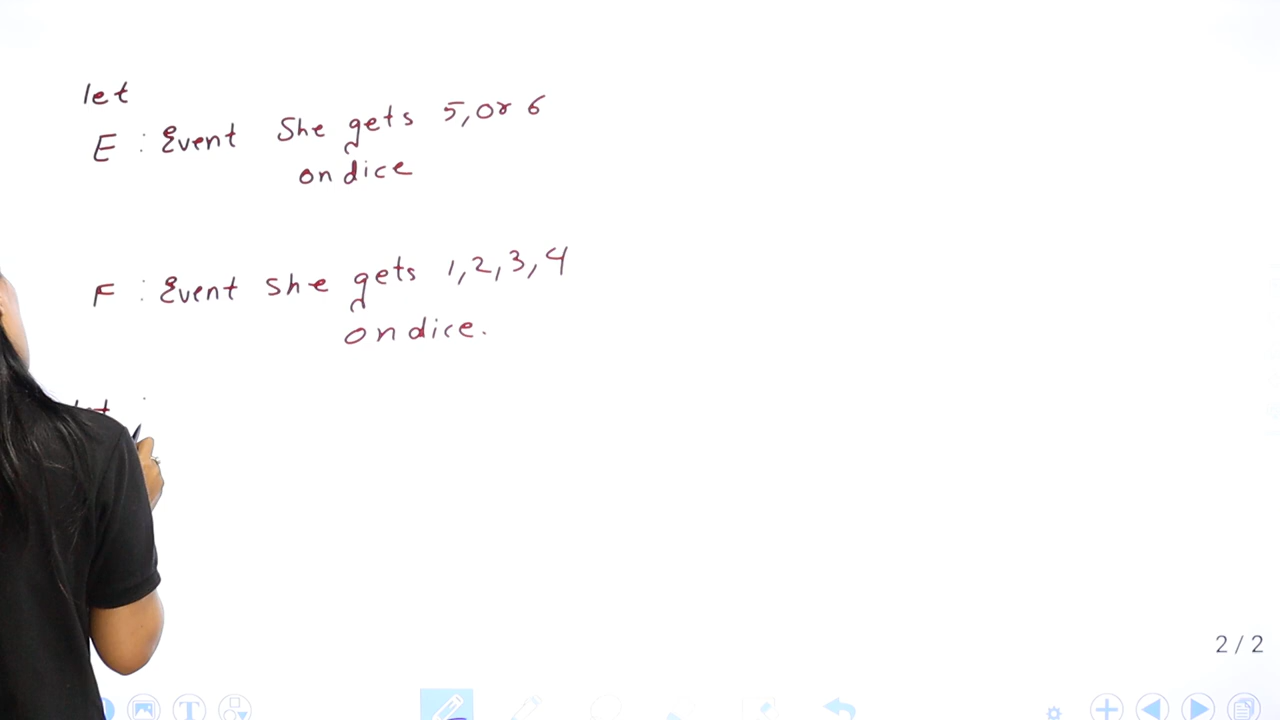 let
E : Event She gets 5, or 6
on dice
F : Event she gets 1,2,3,4
on dice.
2 / 2
T